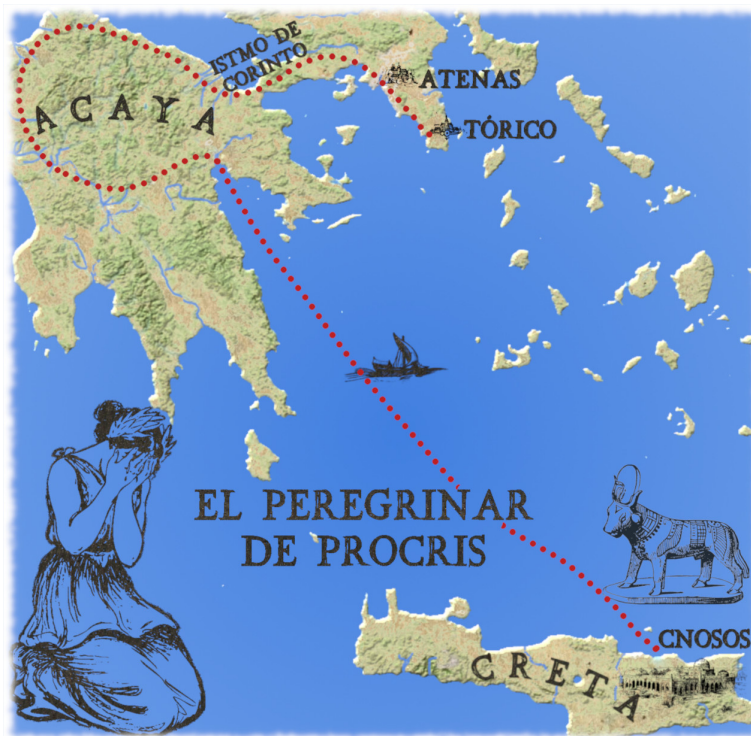 ISTMO DE
CORINTO
ATENAS
ACAYA
TÓRICO
EL PEREGRINAR
DE PROCRIS
CNOSOS
CRETA